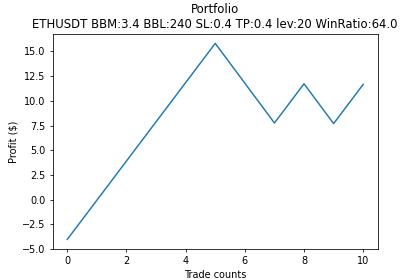 Portfolio
ETHUSDT BBM:3.4 BBL:240 SL:0.4 TP:0.4 lev:20 WinRatio:64.0
15.0
12.5
10.0
7.5
5.0
2.5
0.0
−2.5
−5.0
Profit ($)
0 2 4 6 8 10
Trade counts